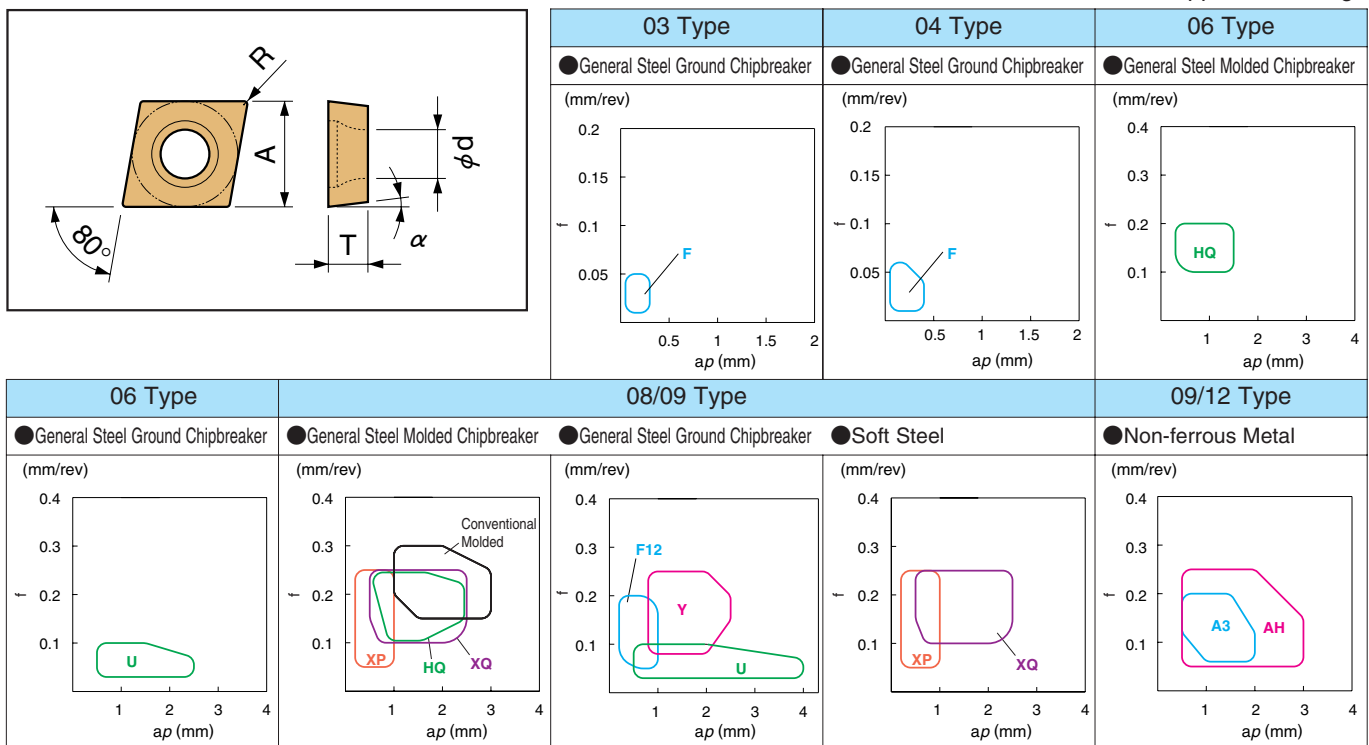 R
A
80°
T
α
φd
03 Type
04 Type
06 Type
●General Steel Ground Chipbreaker
●General Steel Ground Chipbreaker
●General Steel Molded Chipbreaker
(mm/rev)
0.2
0.1
0.05
f
F
0.5 1 1.5 2
ap (mm)
(mm/rev)
0.2
0.1
0.05
f
F
0.5 1 1.5 2
ap (mm)
(mm/rev)
0.4
0.3
0.2
0.1
f
HQ
1 2 3 4
ap (mm)
06 Type
08/09 Type
09/12 Type
●General Steel Ground Chipbreaker
●General Steel Molded Chipbreaker
●General Steel Ground Chipbreaker
●Soft Steel
●Non-ferrous Metal
(mm/rev)
0.4
0.3
0.2
0.1
f
U
1 2 3 4
ap (mm)
(mm/rev)
0.4
0.3
0.2
0.1
f
Conventional
Molded
XP
HQ
XQ
1 2 3 4
ap (mm)
(mm/rev)
0.4
0.3
0.2
0.1
f
F12
Y
U
1 2 3 4
ap (mm)
(mm/rev)
0.4
0.3
0.2
0.1
f
XP
XQ
1 2 3 4
ap (mm)
(mm/rev)
0.4
0.3
0.2
0.1
f
A3
AH
1 2 3 4
ap (mm)